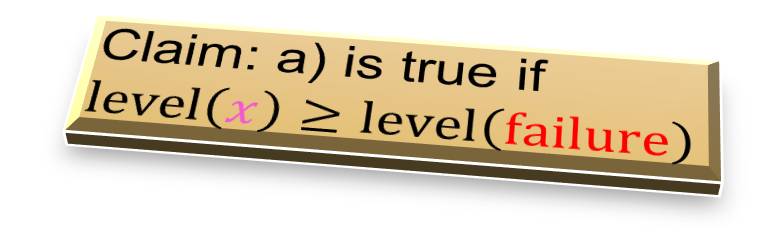 Claim: a) is true if
level(x) ≥ level(failure)